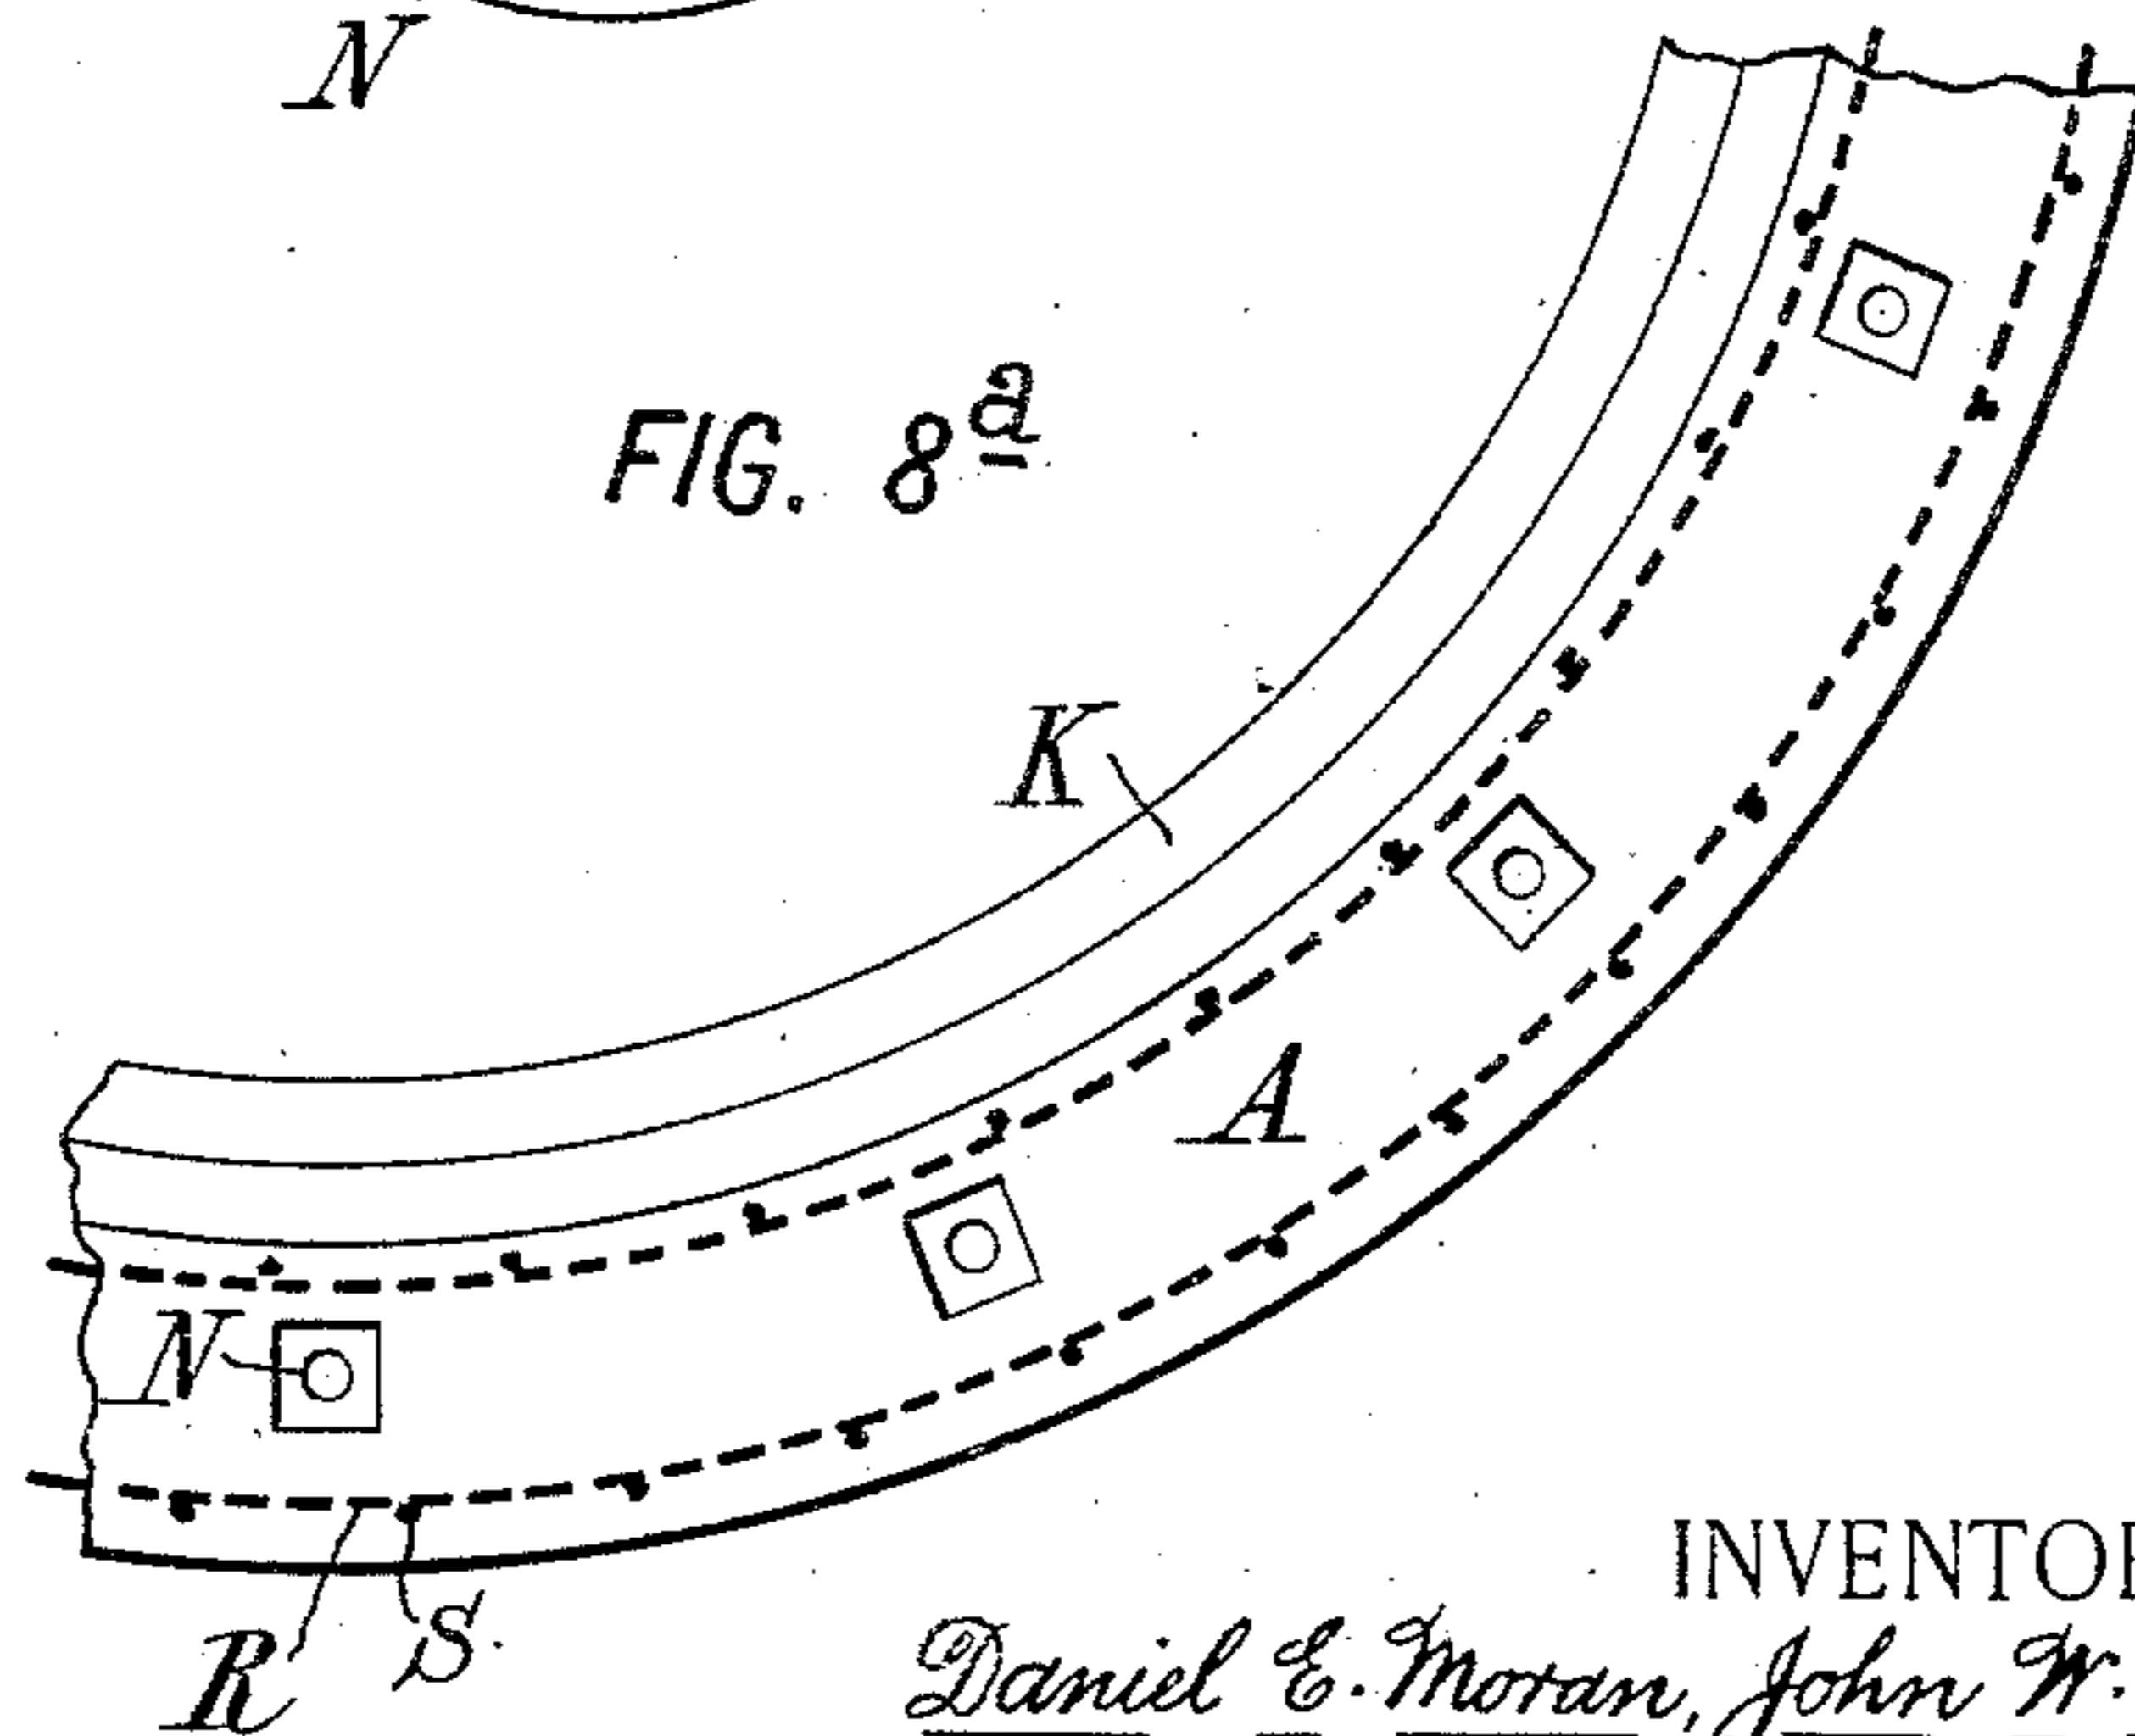 N
FIG. 8a
K
A
N
R S
INVENTOR
Daniel E. Moran, John W.